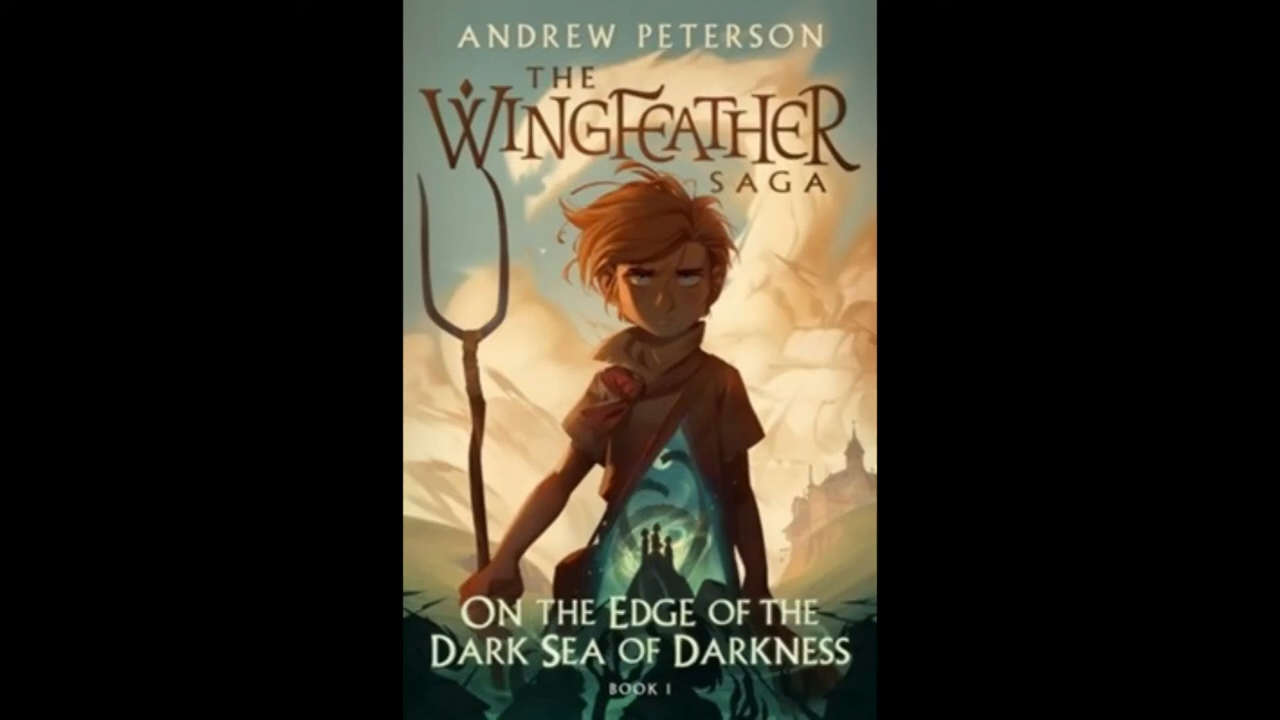 ANDREW PETERSON
THE
WINGFEATHER
SAGA
ON THE EDGE OF THE
DARK SEA OF DARKNESS
BOOK 1